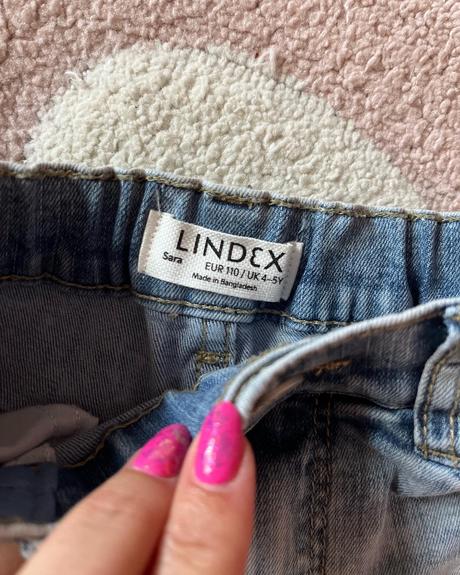 LINDEX
Sara
EUR 110 / UK 4–5Y
Made in Bangladesh